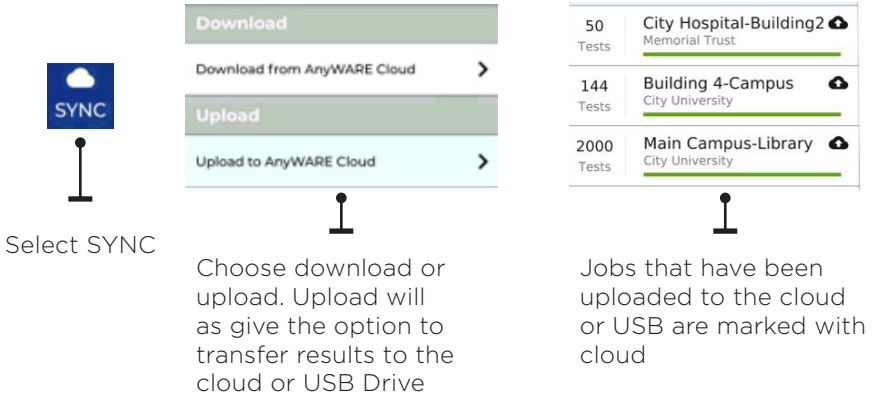 SYNC
Select SYNC
Download
Download from AnyWARE Cloud
Upload
Upload to AnyWARE Cloud
Choose download or
upload. Upload will
as give the option to
transfer results to the
cloud or USB Drive
50
Tests
City Hospital-Building2
Memorial Trust
144
Tests
Building 4-Campus
City University
2000
Tests
Main Campus-Library
City University
Jobs that have been
uploaded to the cloud
or USB are marked with
cloud